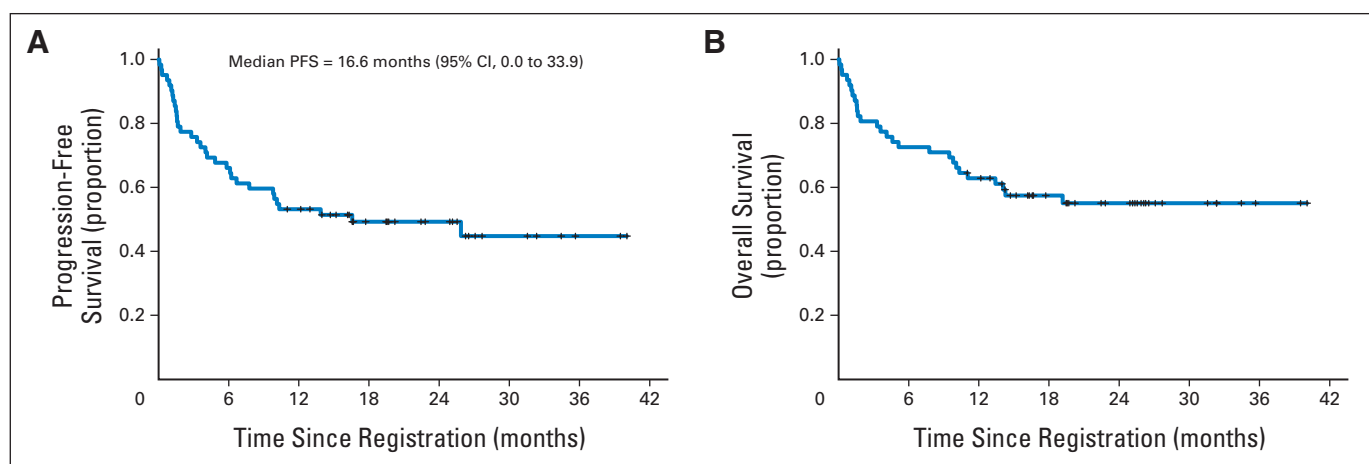 A
Median PFS = 16.6 months (95% CI, 0.0 to 33.9)
Progression-Free
Survival (proportion)
1.0
0.8
0.6
0.4
0.2
0 6 12 18 24 30 36 42
Time Since Registration (months)
B
Overall Survival
(proportion)
1.0
0.8
0.6
0.4
0.2
0 6 12 18 24 30 36 42
Time Since Registration (months)